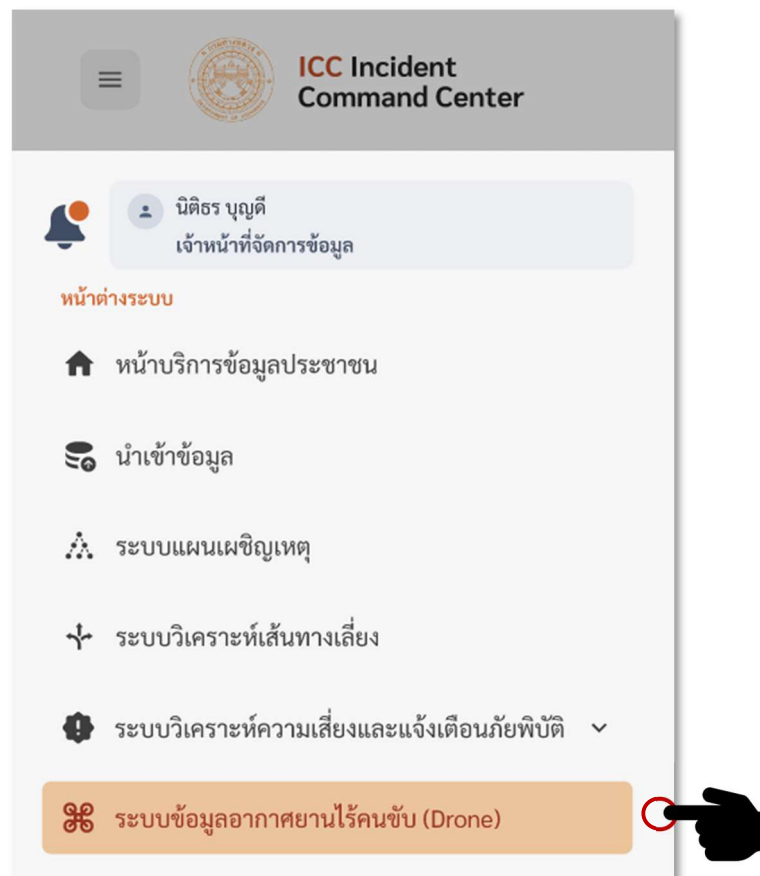 ICC Incident
Command Center
นิติธร บุญดี
เจ้าหน้าที่จัดการข้อมูล
หน้าต่างระบบ
หน้าบริการข้อมูลประชาชน
นำเข้าข้อมูล
ระบบแผนเผชิญเหตุ
ระบบวิเคราะห์เส้นทางเลี่ยง
ระบบวิเคราะห์ความเสี่ยงและแจ้งเตือนภัยพิบัติ
ระบบข้อมูลอากาศยานไร้คนขับ (Drone)